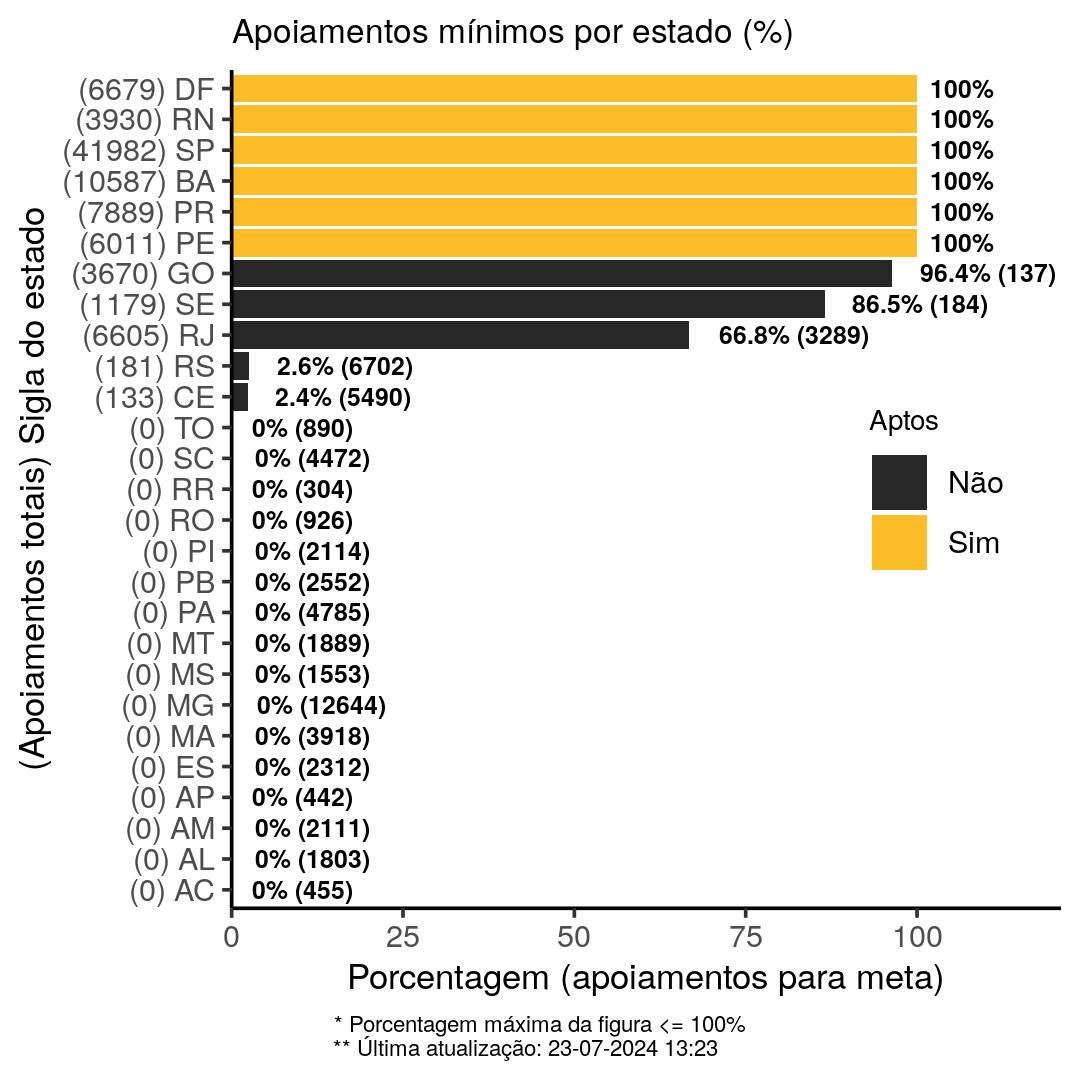 Apoiamentos mínimos por estado (%)
(Apoiamentos totais) Sigla do estado
(6679) DF 100%
(3930) RN 100%
(41982) SP 100%
(10587) BA 100%
(7889) PR 100%
(6011) PE 100%
(3670) GO 96.4% (137)
(1179) SE 86.5% (184)
(6605) RJ 66.8% (3289)
(181) RS 2.6% (6702)
(133) CE 2.4% (5490)
(0) TO 0% (890)
(0) SC 0% (4472)
(0) RR 0% (304)
(0) RO 0% (926)
(0) PI 0% (2114)
(0) PB 0% (2552)
(0) PA 0% (4785)
(0) MT 0% (1889)
(0) MS 0% (1553)
(0) MG 0% (12644)
(0) MA 0% (3918)
(0) ES 0% (2312)
(0) AP 0% (442)
(0) AM 0% (2111)
(0) AL 0% (1803)
(0) AC 0% (455)
Aptos
Não
Sim
0 25 50 75 100
Porcentagem (apoiamentos para meta)
* Porcentagem máxima da figura <= 100%
** Última atualização: 23-07-2024 13:23